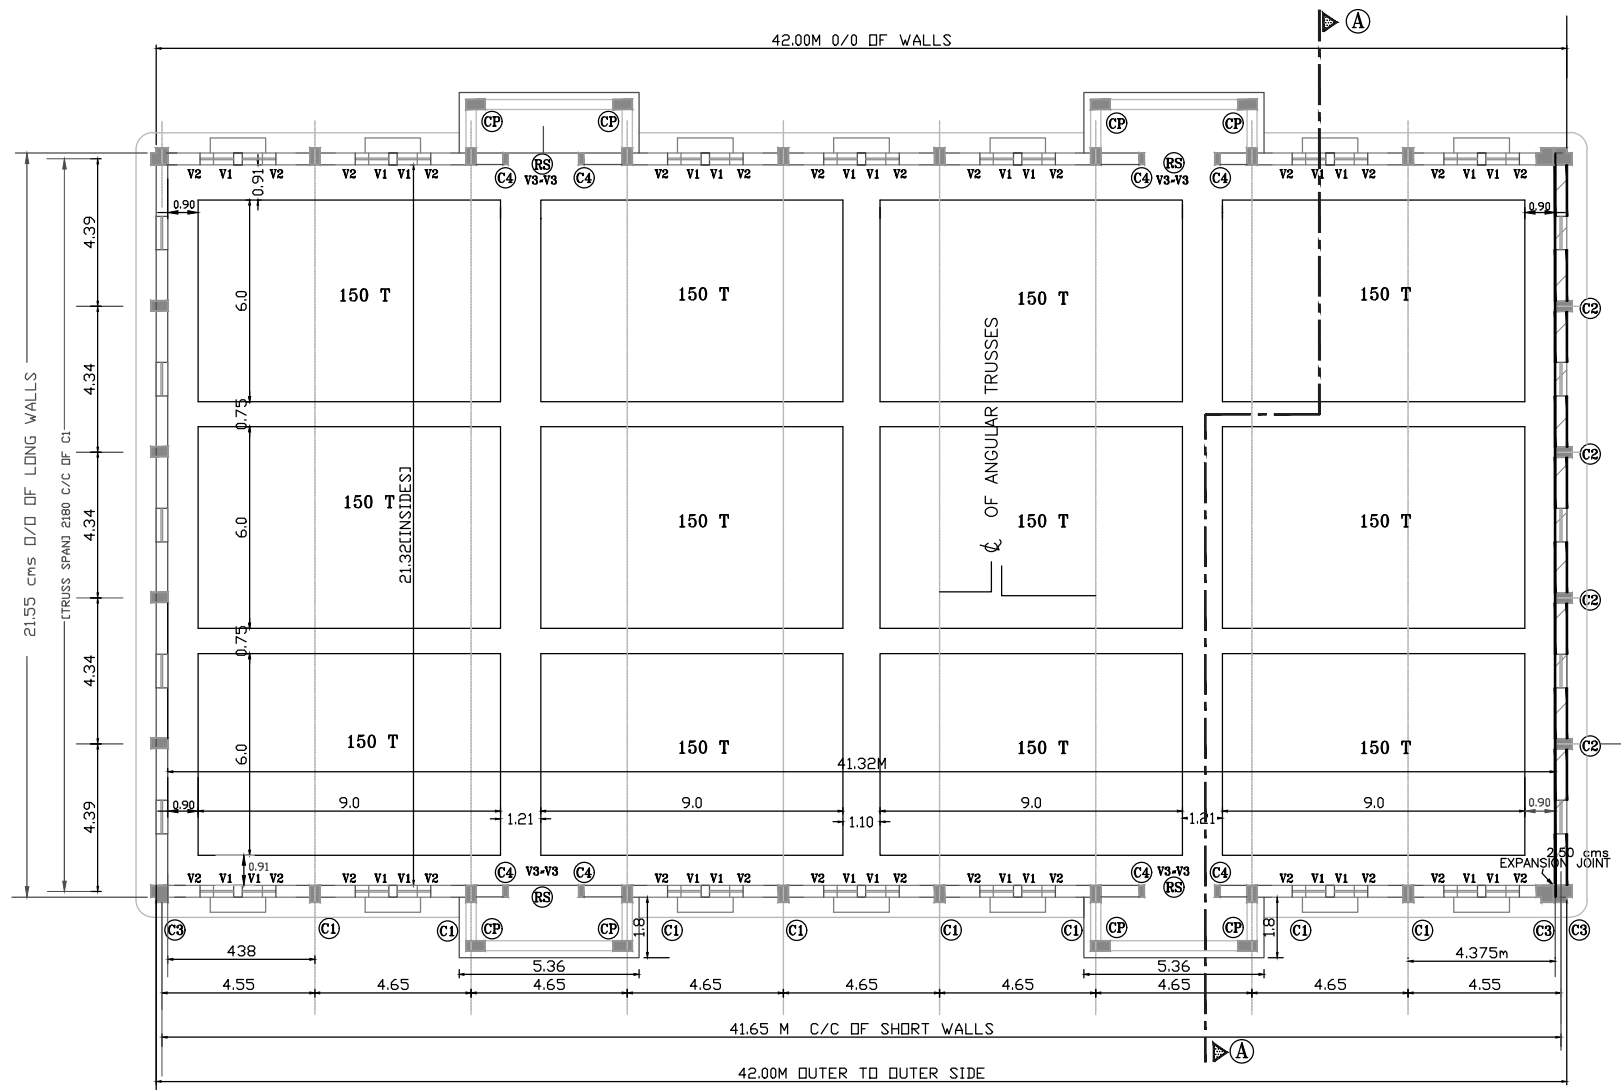 A
42.00M O/O OF WALLS
CP CP CP CP
RS RS
V2 V1 V2 V2 V1 V1 V2 C4 V3-V3 C4 V2 V1 V1 V2 V2 V1 V1 V2 V2 V1 V1 V2 C4 V3-V3 C4 V2 V1 V1 V2 V2 V1 V1 V2
0.91
0.90 0.90
4.39
6.0
150 T 150 T 150 T 150 T
C2
4.34
0.75
OF ANGULAR TRUSSES
21.55 cms O/O OF LONG WALLS
[TRUSS SPAN] 2180 C/C OF C1
C2
4.34
6.0
150 T 150 T 150 T 150 T
21.32[INSIDES]
C2
4.34
0.75
6.0
150 T 150 T 150 T 150 T
C2
41.32M
4.39
0.90 9.0 9.0 9.0 9.0 0.90
1.21 1.10 1.21
2.50 cms
EXPANSION JOINT
0.91
V2 V1 V1 V2 V2 V1 V1 V2 C4 V3-V3 C4 V2 V1 V1 V2 V2 V1 V1 V2 V2 V1 V1 V2 C4 V3-V3 C4 V2 V1 V1 V2 V2 V1 V1 V2
RS RS
C3 C1 C1 CP CP 1.8 C1 C1 C1 C1 CP CP 1.8 C1 C1 C3 C3
438 4.375m
5.36 5.36
4.55 4.65 4.65 4.65 4.65 4.65 4.65 4.65 4.55
41.65 M C/C OF SHORT WALLS
A
42.00M OUTER TO OUTER SIDE